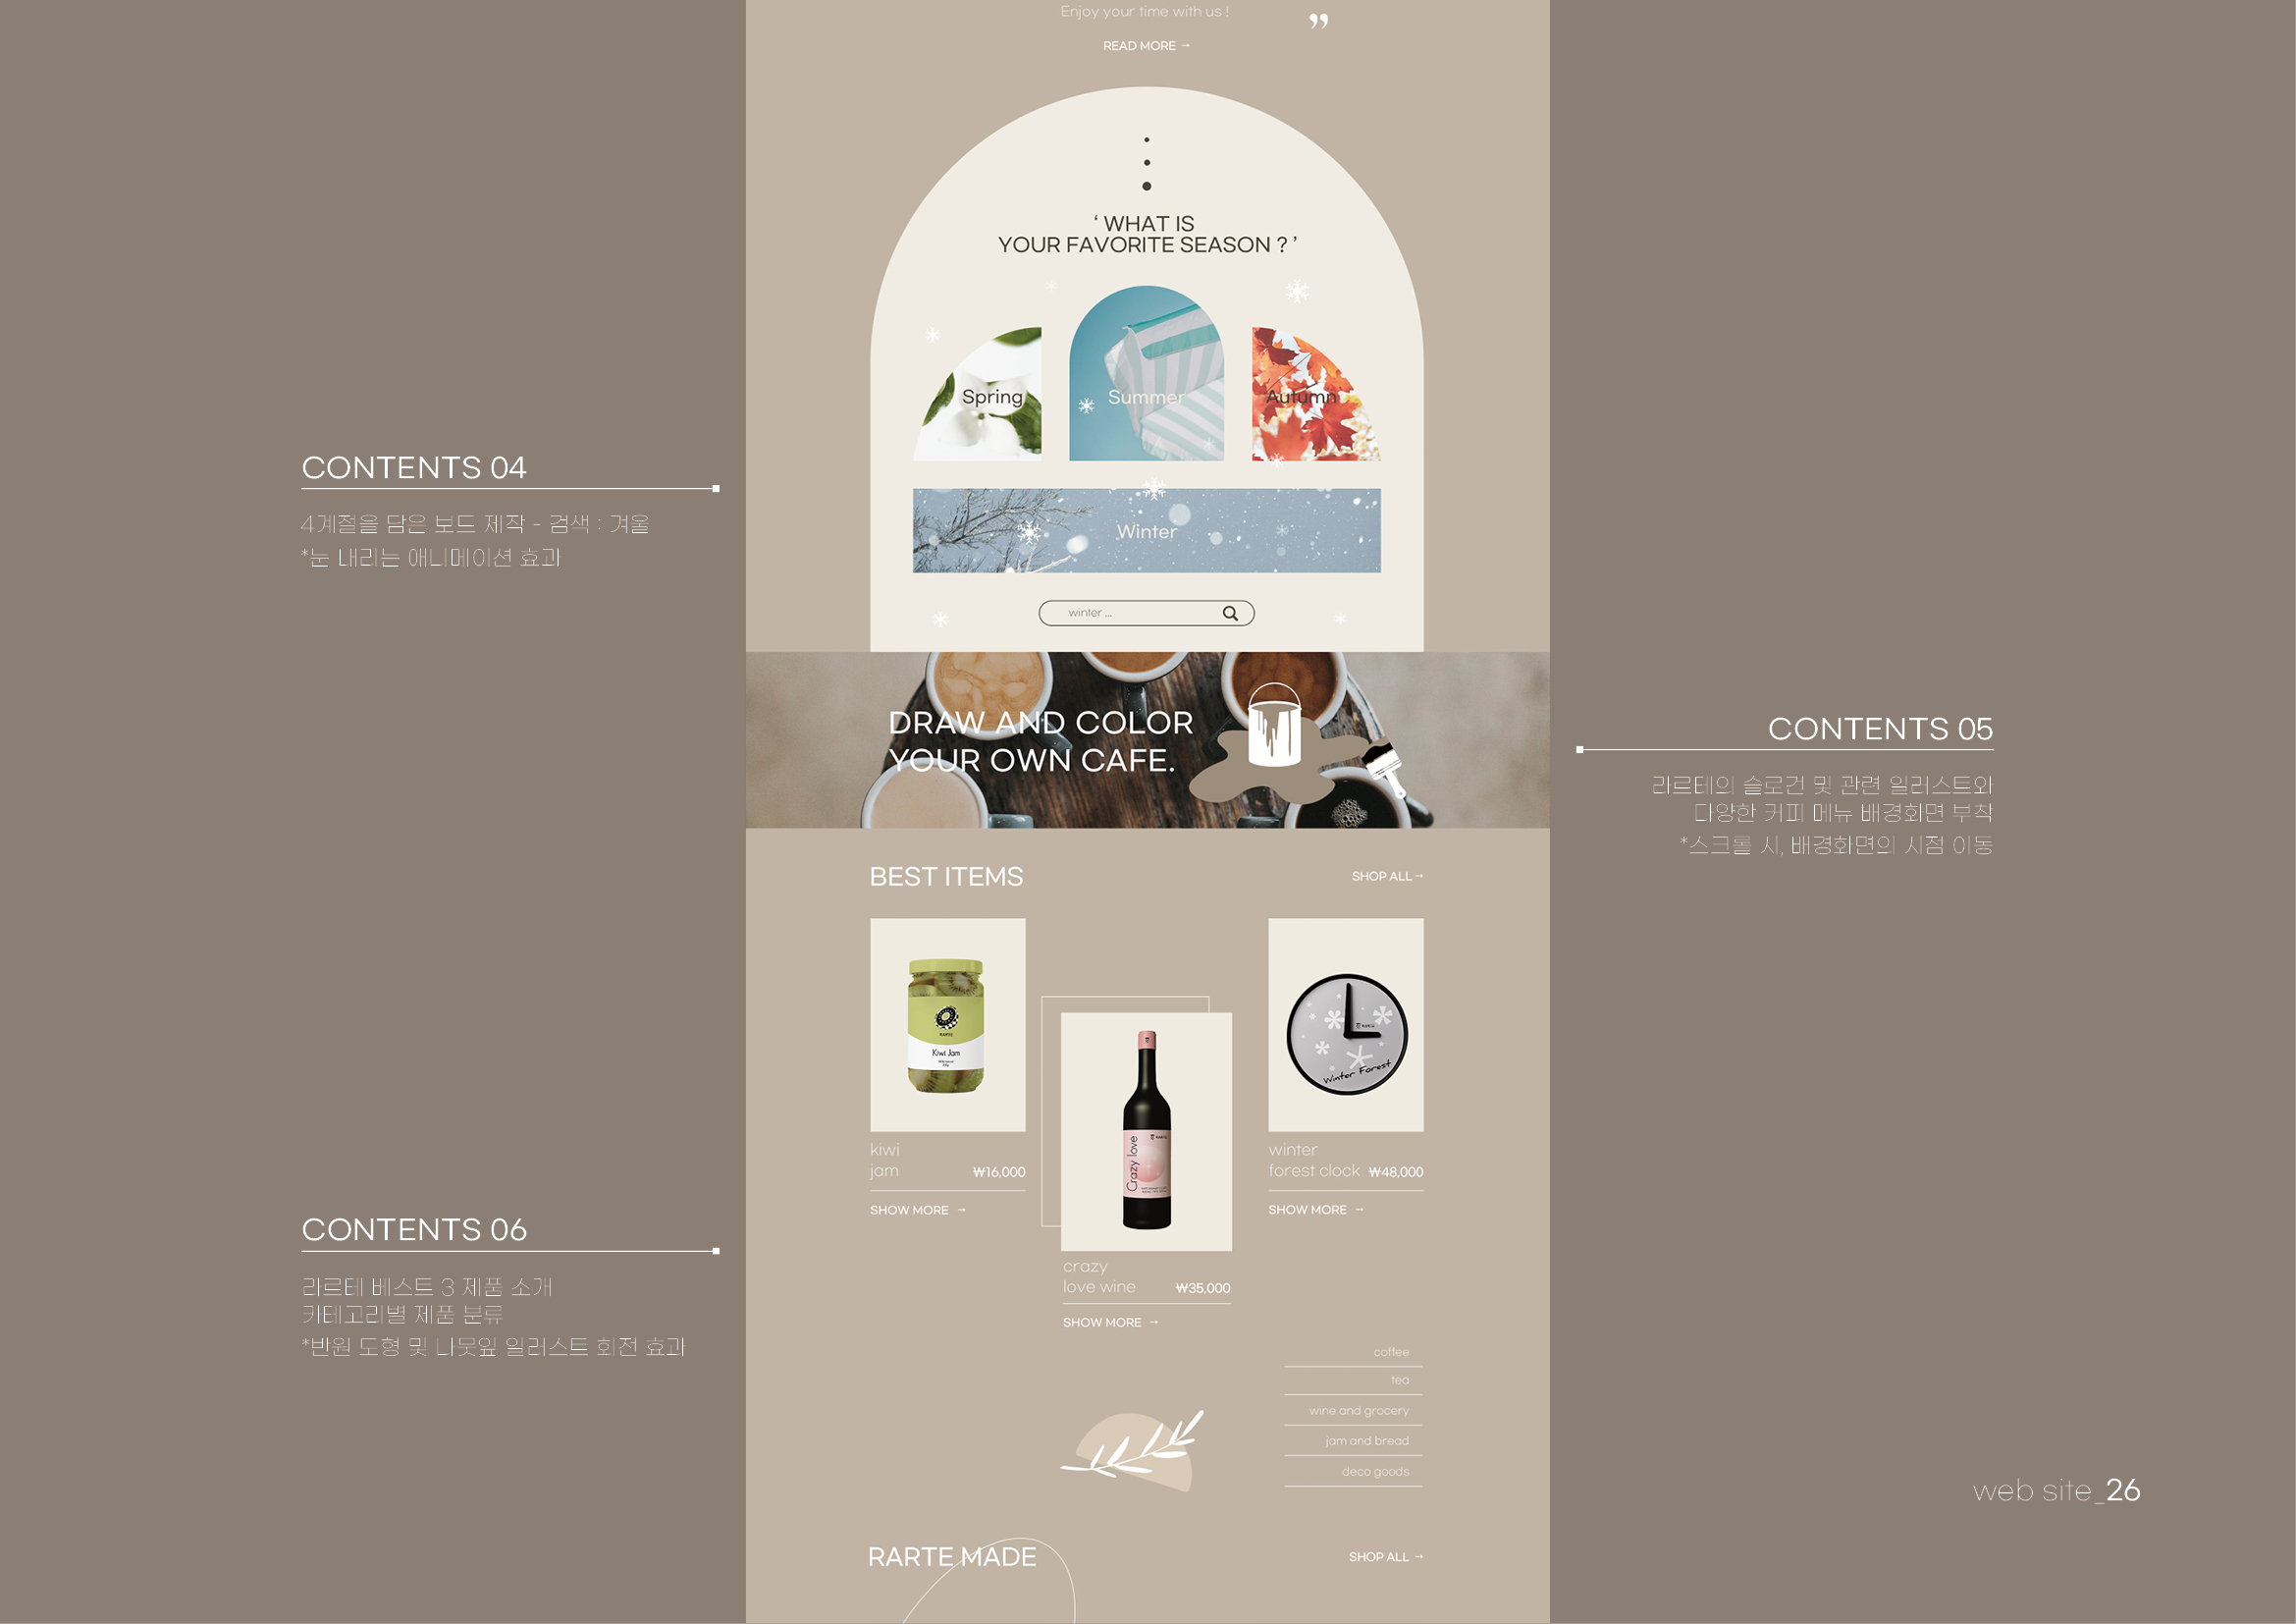 Enjoy your time with us !
”
READ MORE →
‘ WHAT IS
YOUR FAVORITE SEASON ? ’
Spring
Summer
Autumn
Winter
winter ...
CONTENTS 04
4계절을 담은 보드 제작 - 검색 : 겨울
*눈 내리는 애니메이션 효과
DRAW AND COLOR
YOUR OWN CAFE.
CONTENTS 05
라르테의 슬로건 및 관련 일러스트와
다양한 커피 메뉴 배경화면 부착
*스크롤 시, 배경화면의 시점 이동
BEST ITEMS
SHOP ALL →
RARTE
Kiwi Jam
kiwi
jam ₩16,000
SHOW MORE →
Crazy love
crazy
love wine ₩35,000
SHOW MORE →
Winter Forest
winter
forest clock ₩48,000
SHOW MORE →
CONTENTS 06
라르테 베스트 3 제품 소개
카테고리별 제품 분류
*반원 도형 및 나뭇잎 일러스트 회전 효과
coffee
tea
wine and grocery
jam and bread
deco goods
web site_26
RARTE MADE
SHOP ALL →